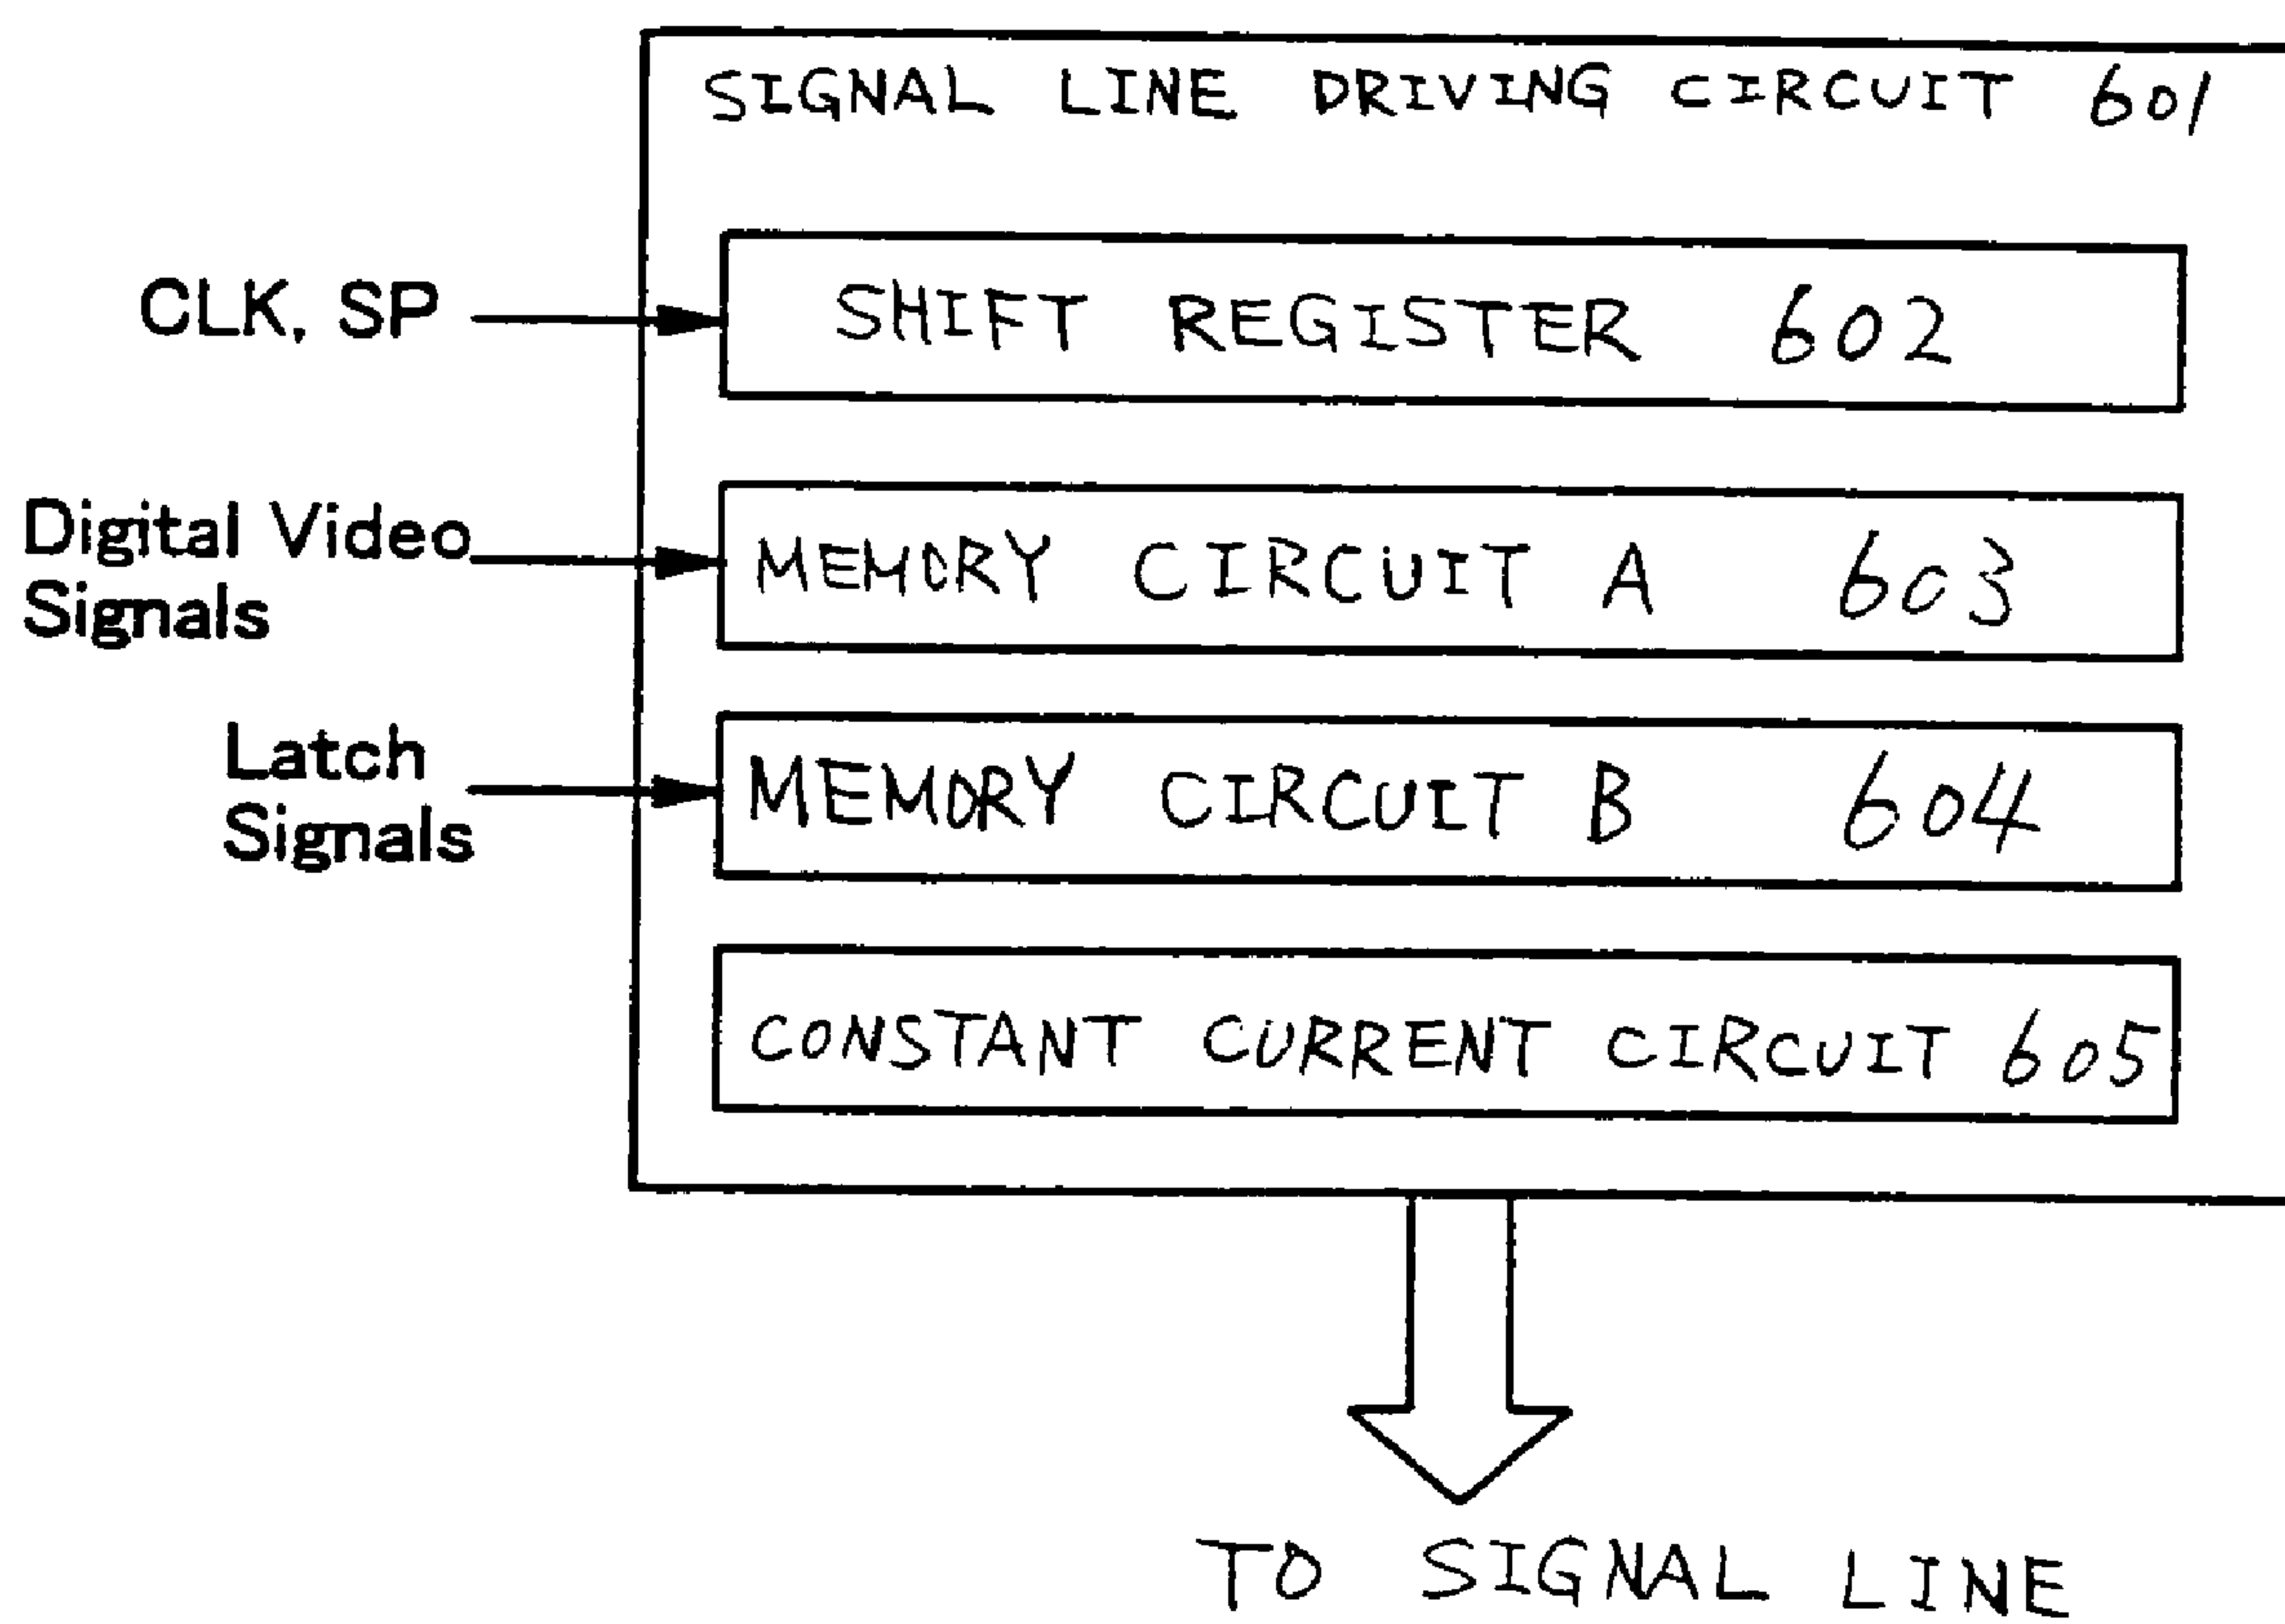 SIGNAL LINE DRIVING CIRCUIT 601
CLK, SP
SHIFT REGISTER 602
Digital Video
Signals
MEMORY CIRCUIT A 603
Latch
Signals
MEMORY CIRCUIT B 604
CONSTANT CURRENT CIRCUIT 605
TO SIGNAL LINE